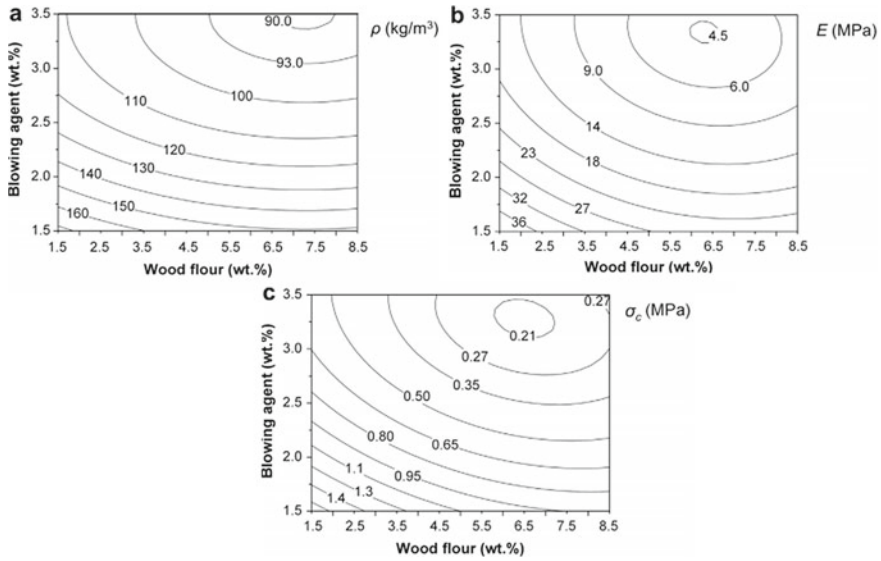 a
ρ (kg/m³)
90.0
93.0
100
110
120
130
140
150
160
3.5
3.0
2.5
2.0
1.5
Blowing agent (wt.%)
1.5 2.5 3.5 4.5 5.5 6.5 7.5 8.5
Wood flour (wt.%)
b
E (MPa)
4.5
6.0
9.0
14
18
23
27
32
36
3.5
3.0
2.5
2.0
1.5
Blowing agent (wt.%)
1.5 2.5 3.5 4.5 5.5 6.5 7.5 8.5
Wood flour (wt.%)
c
σc (MPa)
0.27
0.21
0.27
0.35
0.50
0.65
0.80
0.95
1.1
1.3
1.4
3.5
3.0
2.5
2.0
1.5
Blowing agent (wt.%)
1.5 2.5 3.5 4.5 5.5 6.5 7.5 8.5
Wood flour (wt.%)